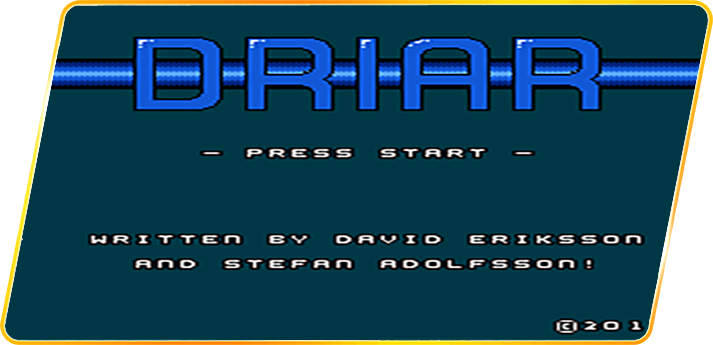 DRIAR
- PRESS START -
WRITTEN BY DAVID ERIKSSON
AND STEFAN ADOLFSSON!
©201